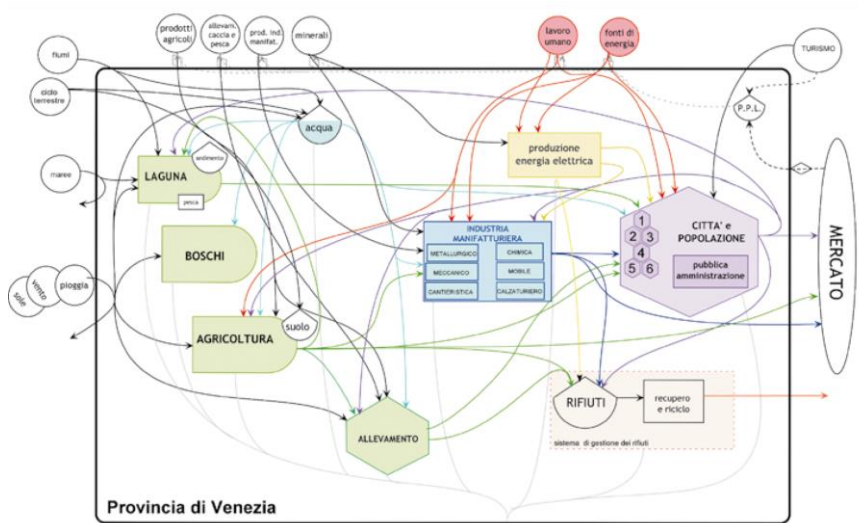 prodotti
agricoli
allevam.
caccia e
pesca
prod. ind.
manifat.
minerali
lavoro
umano
fonti di
energia
TURISMO
fiumi
ciclo
terrestre
maree
sole
vento
pioggia
P.P.L.
acqua
LAGUNA
sedimento
pesca
BOSCHI
AGRICOLTURA
suolo
ALLEVAMENTO
produzione
energia elettrica
INDUSTRIA
MANIFATTURIERA
METALLURGICO
CHIMICA
MECCANICO
MOBILE
CANTIERISTICA
CALZATURIERO
1
2 3
4
5 6
CITTA' e
POPOLAZIONE
pubblica
amministrazione
MERCATO
RIFIUTI
recupero
e riciclo
sistema di gestione dei rifiuti
Provincia di Venezia